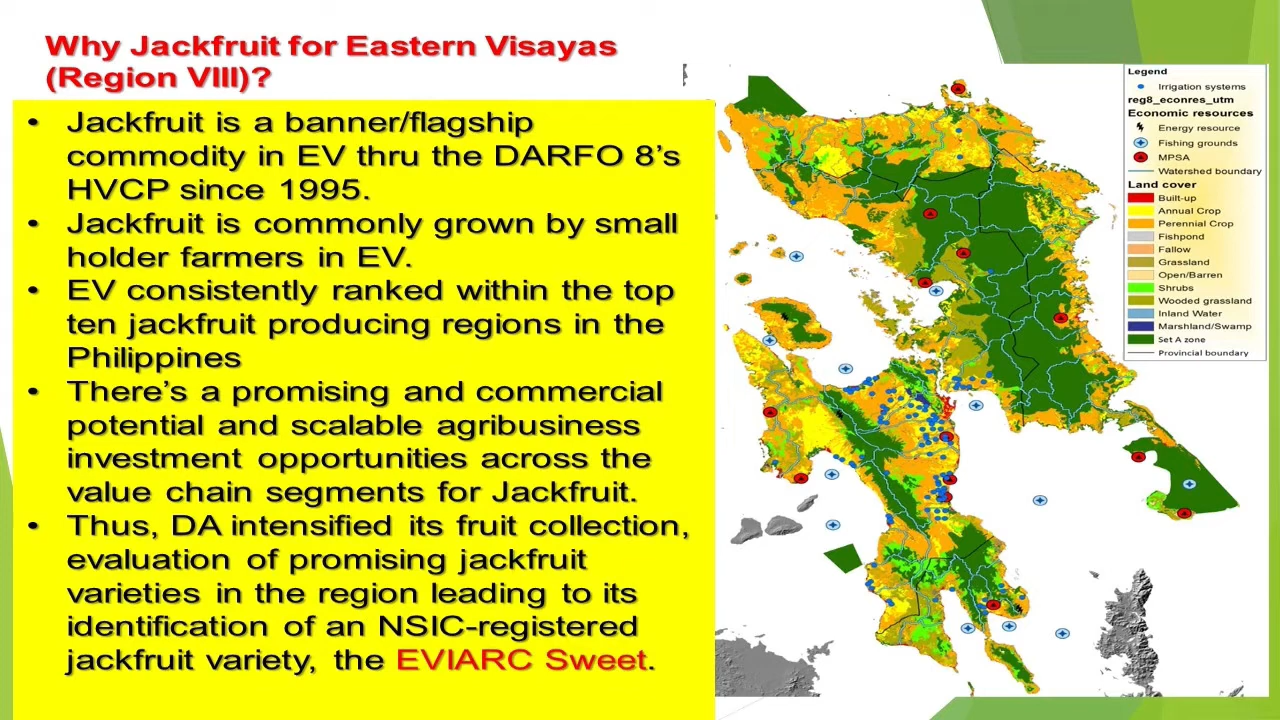 Why Jackfruit for Eastern Visayas
(Region VIII)?
• Jackfruit is a banner/flagship
commodity in EV thru the DARFO 8’s
HVCP since 1995.
• Jackfruit is commonly grown by small
holder farmers in EV.
• EV consistently ranked within the top
ten jackfruit producing regions in the
Philippines
• There’s a promising and commercial
potential and scalable agribusiness
investment opportunities across the
value chain segments for Jackfruit.
• Thus, DA intensified its fruit collection,
evaluation of promising jackfruit
varieties in the region leading to its
identification of an NSIC-registered
jackfruit variety, the EVIARC Sweet.
Legend
Irrigation systems
reg8_econres_utm
Economic resources
Energy resource
Fishing grounds
MPSA
Watershed boundary
Land cover
Built-up
Annual Crop
Perennial Crop
Fishpond
Fallow
Grassland
Open/Barren
Shrubs
Wooded grassland
Inland Water
Marshland/Swamp
Set A zone
Provincial boundary